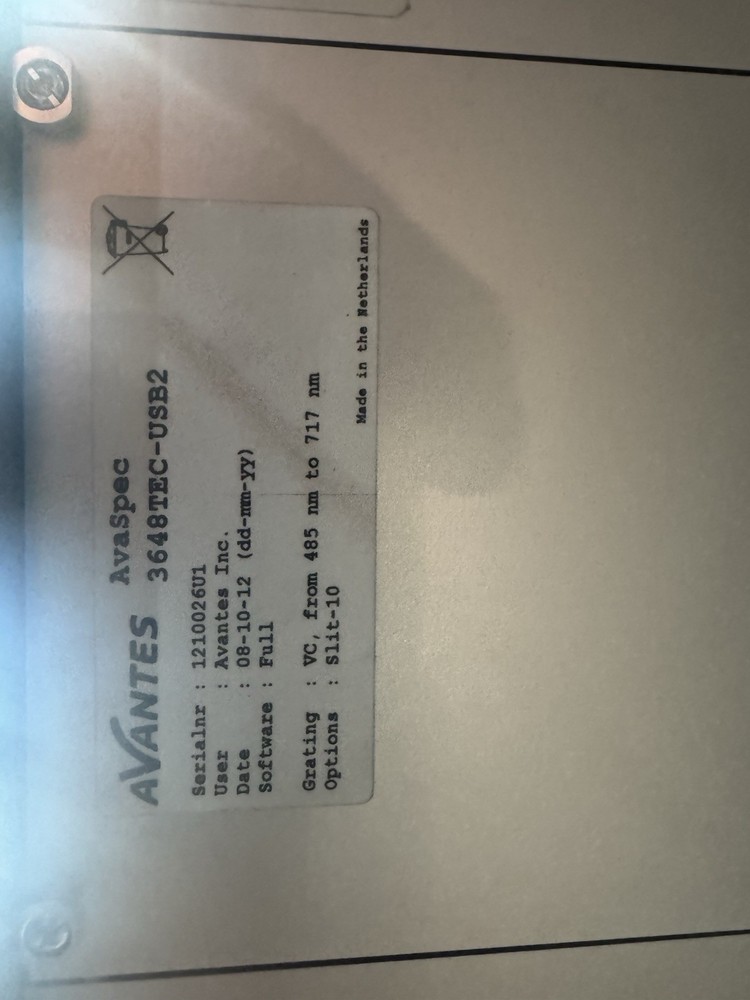 AVANTES AvaSpec
3648TEC-USB2
Serialnr : 1210026U1
User : Avantes Inc.
Date : 08-10-12 (dd-mm-yy)
Software : Full
Grating : VC, from 485 nm to 717 nm
Options : Slit-10
Made in the Netherlands